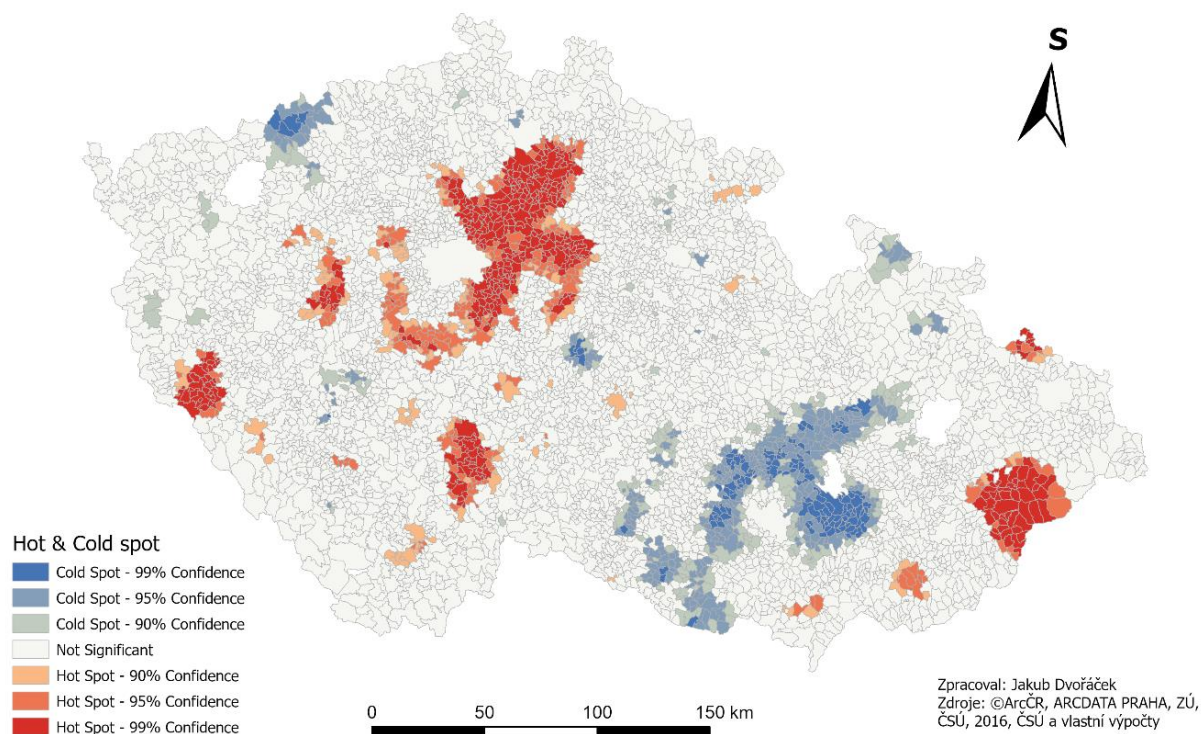 S
Hot & Cold spot
Cold Spot - 99% Confidence
Cold Spot - 95% Confidence
Cold Spot - 90% Confidence
Not Significant
Hot Spot - 90% Confidence
Hot Spot - 95% Confidence
Hot Spot - 99% Confidence
0 50 100 150 km
Zpracoval: Jakub Dvořáček
Zdroje: ©ArcČR, ARCDATA PRAHA, ZÚ,
ČSÚ, 2016, ČSÚ a vlastní výpočty